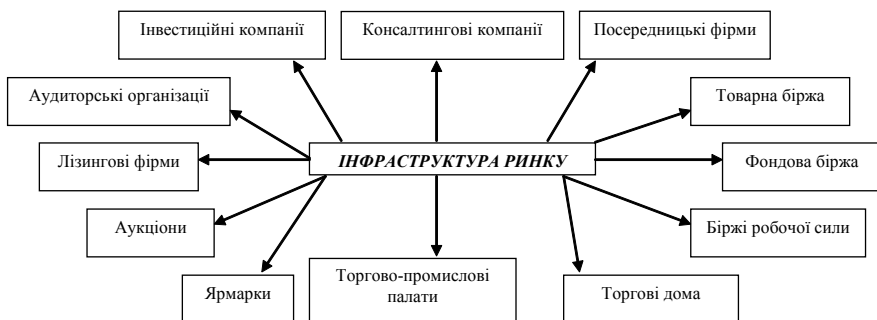 Інвестиційні компанії
Консалтингові компанії
Посередницькі фірми
Аудиторські організації
Товарна біржа
Лізингові фірми
ІНФРАСТРУКТУРА РИНКУ
Фондова біржа
Аукціони
Біржі робочої сили
Ярмарки
Торгово-промислові
палати
Торгові дома